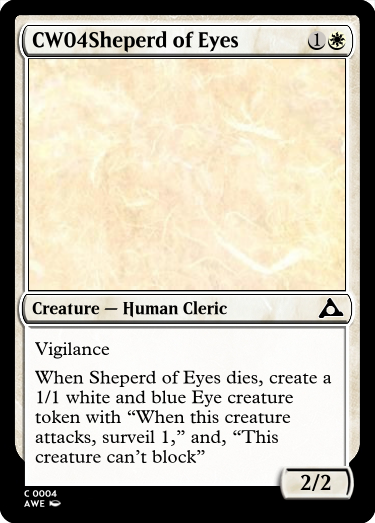 CW04Sheperd of Eyes 1
Creature — Human Cleric
Vigilance
When Sheperd of Eyes dies, create a
1/1 white and blue Eye creature
token with “When this creature
attacks, surveil 1,” and, “This
creature can’t block”
2/2
C 0004
AWE